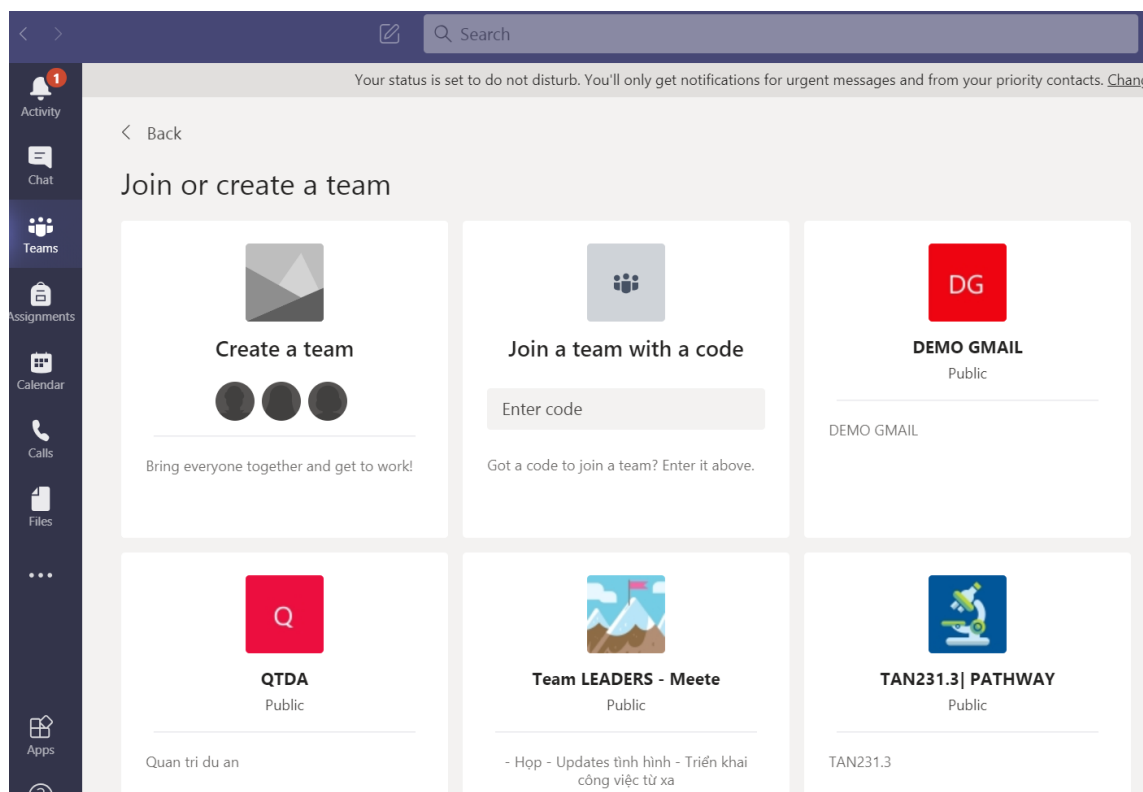 Search
1
Activity
Your status is set to do not disturb. You'll only get notifications for urgent messages and from your priority contacts.
Back
Chat
Join or create a team
Teams
Assignments
Calendar
Calls
Files
Create a team
Bring everyone together and get to work!
Join a team with a code
Enter code
Got a code to join a team? Enter it above.
DG
DEMO GMAIL
Public
DEMO GMAIL
Q
QTDA
Public
Quan tri du an
Team LEADERS - Meete
Public
- Họp - Updates tình hình - Triển khai
công việc từ xa
TAN231.3| PATHWAY
Public
TAN231.3
Apps